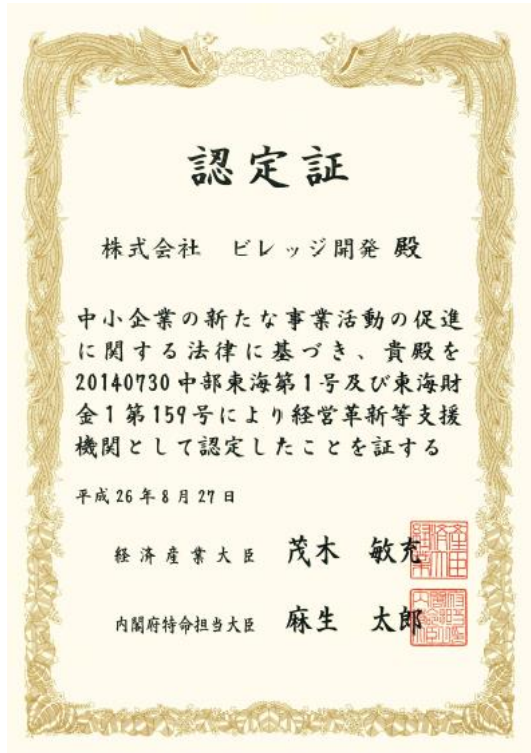 認定証
株式会社 ビレッジ開発 殿
中小企業の新たな事業活動の促進
に関する法律に基づき、貴殿を
20140730中部東海第1号及び東海財
金1第159号により経営革新等支援
機関として認定したことを証する
平成26年8月27日
経済産業大臣 茂木 敏充
内閣府特命担当大臣 麻生 太郎